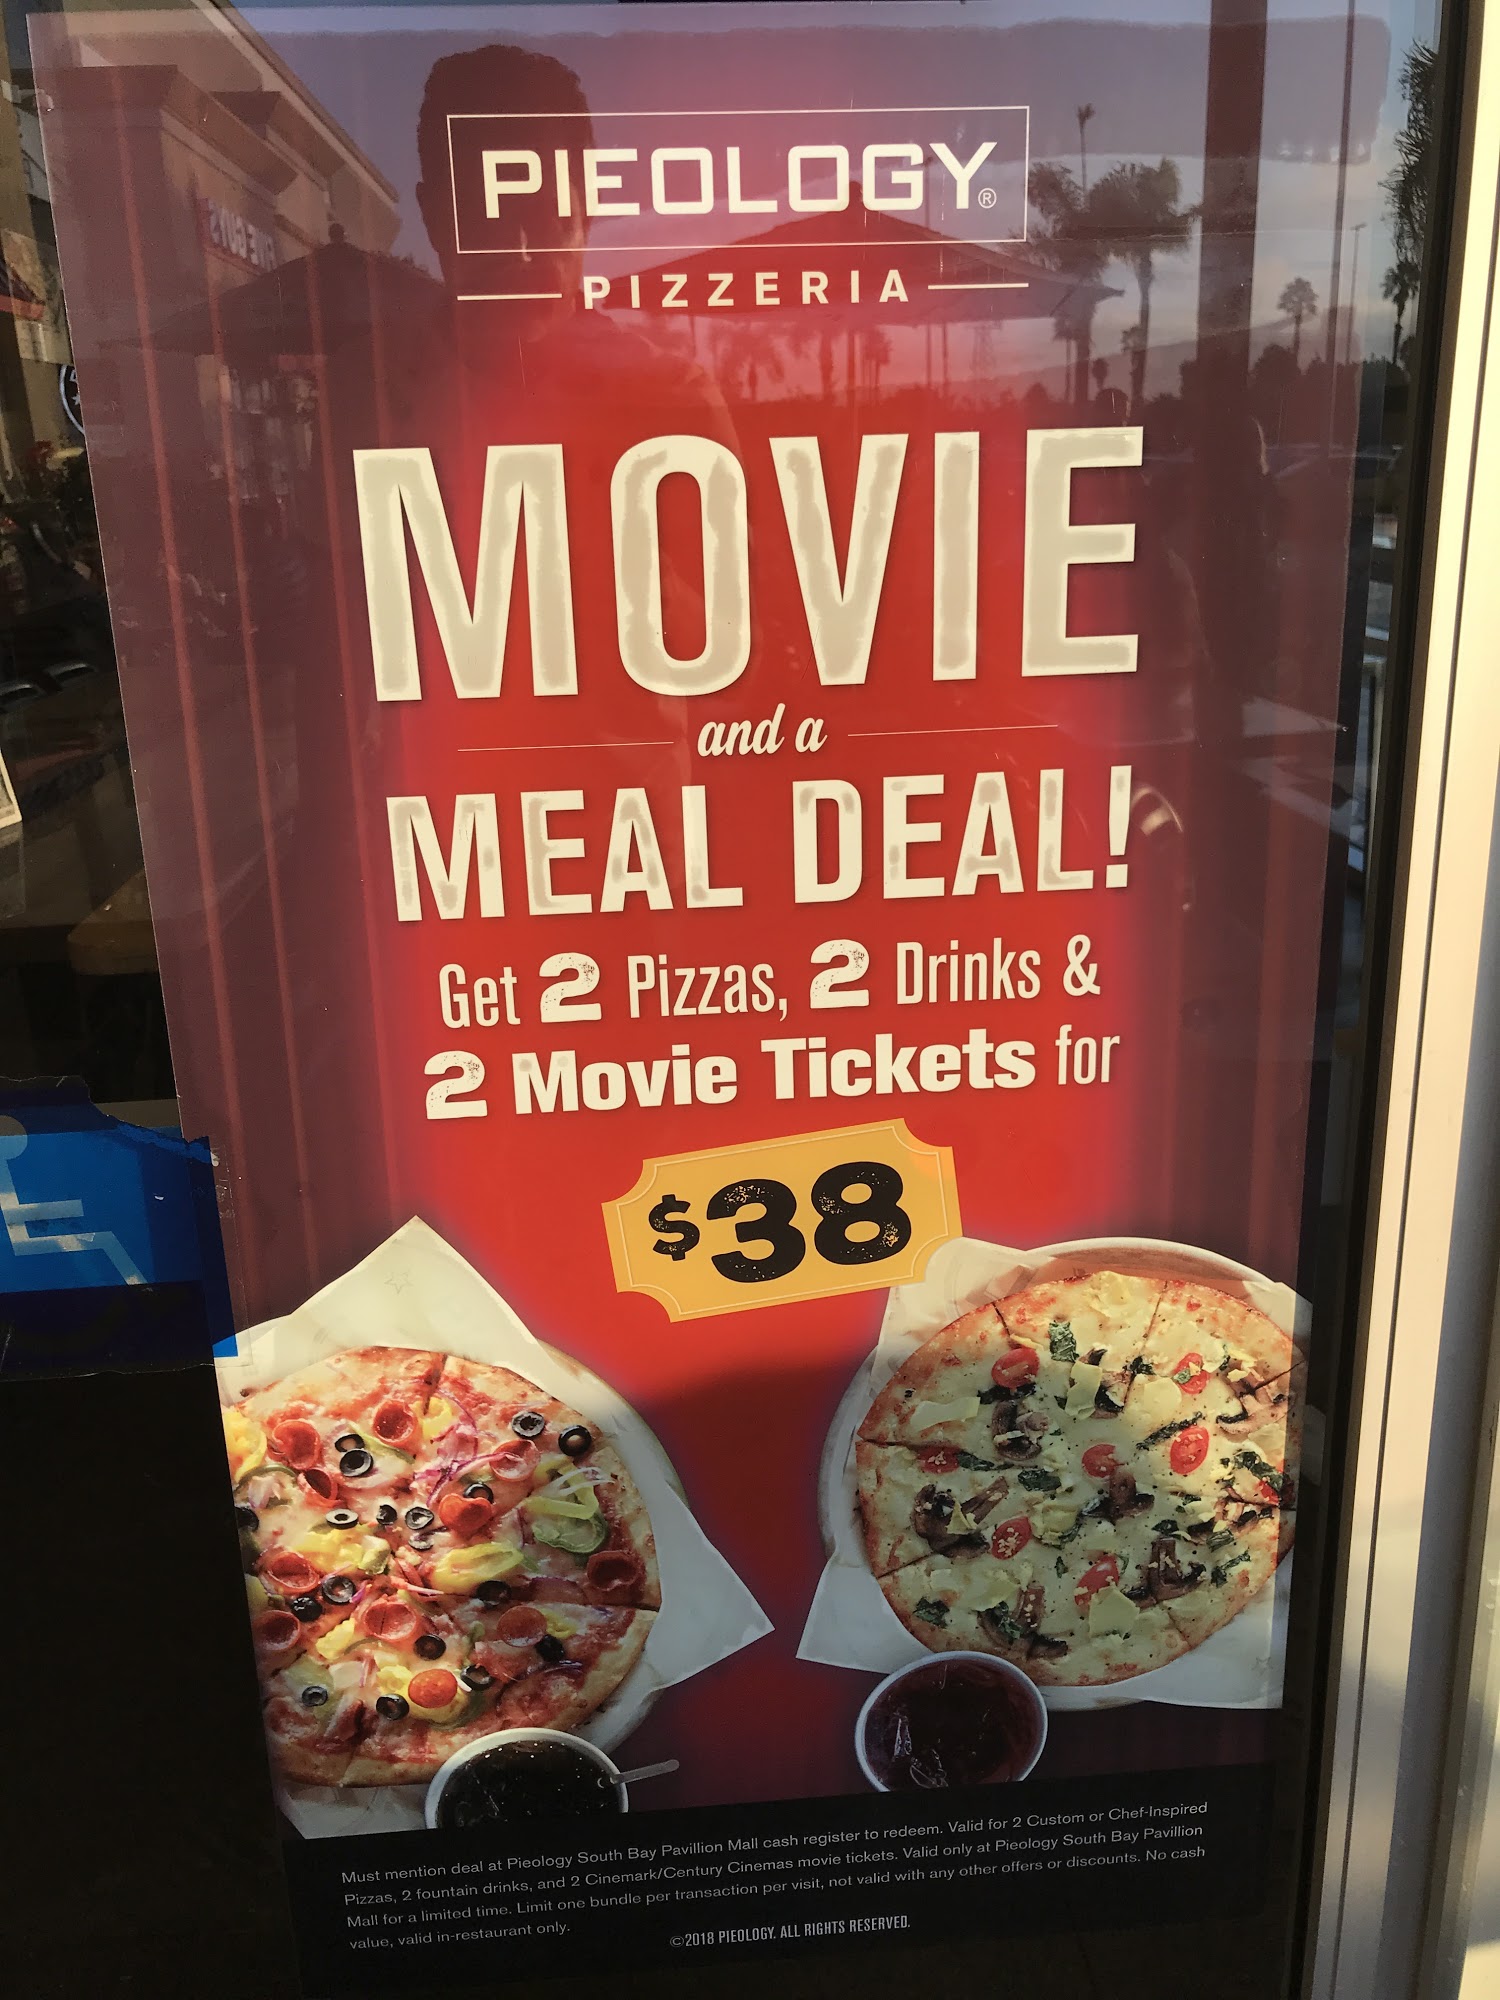 PIEOLOGY®
PIZZERIA
MOVIE
and a
MEAL DEAL!
Get 2 Pizzas, 2 Drinks &
2 Movie Tickets for
$38
Must mention deal at Pieology South Bay Pavillion Mall cash register to redeem. Valid for 2 Custom or Chef-Inspired
Pizzas, 2 fountain drinks, and 2 Cinemark/Century Cinemas movie tickets. Valid only at Pieology South Bay Pavillion
Mall for a limited time. Limit one bundle per transaction per visit, not valid with any other offers or discounts. No cash
value, valid in-restaurant only.
©2018 PIEOLOGY. ALL RIGHTS RESERVED.
FIVE GUYS